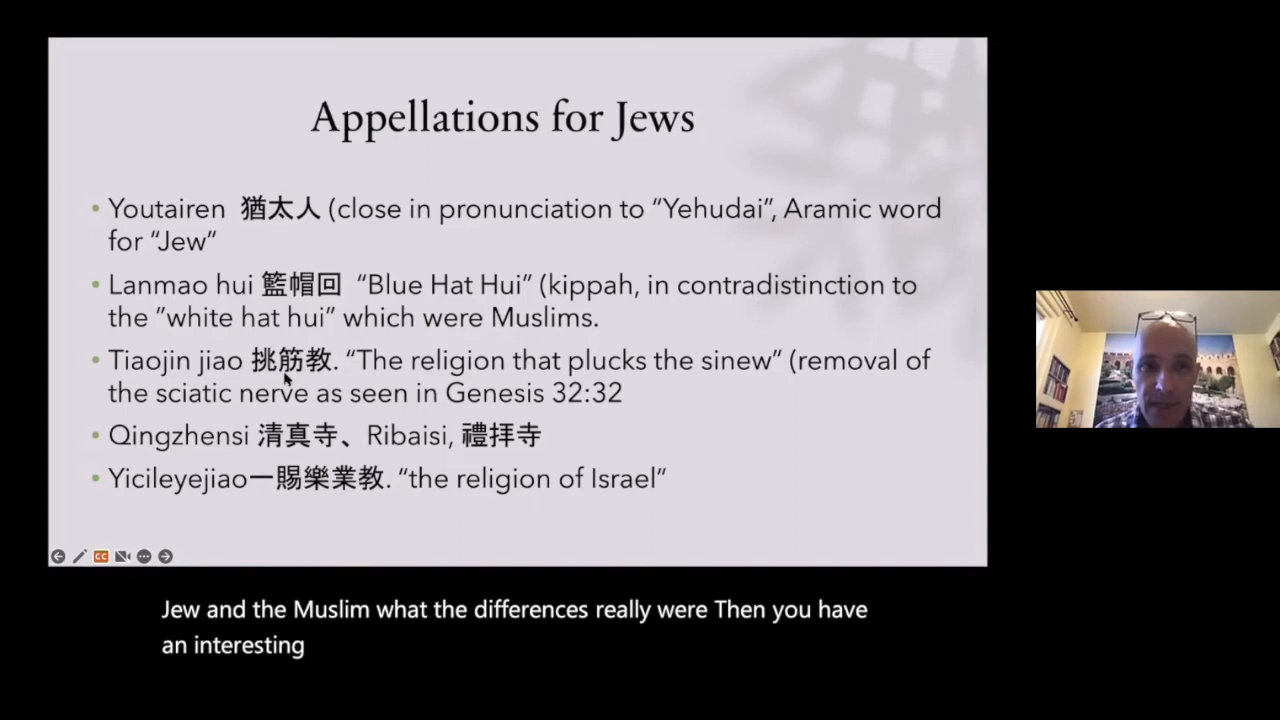 Appellations for Jews
• Youtairen 猶太人 (close in pronunciation to “Yehudai”, Aramic word
for “Jew”
• Lanmao hui 籃帽回 “Blue Hat Hui” (kippah, in contradistinction to
the ”white hat hui” which were Muslims.
• Tiaojin jiao 挑筋教. “The religion that plucks the sinew” (removal of
the sciatic nerve as seen in Genesis 32:32
• Qingzhensi 清真寺、Ribaisi, 禮拜寺
• Yicileyejiao一賜樂業教. “the religion of Israel”
CC
Jew and the Muslim what the differences really were Then you have
an interesting